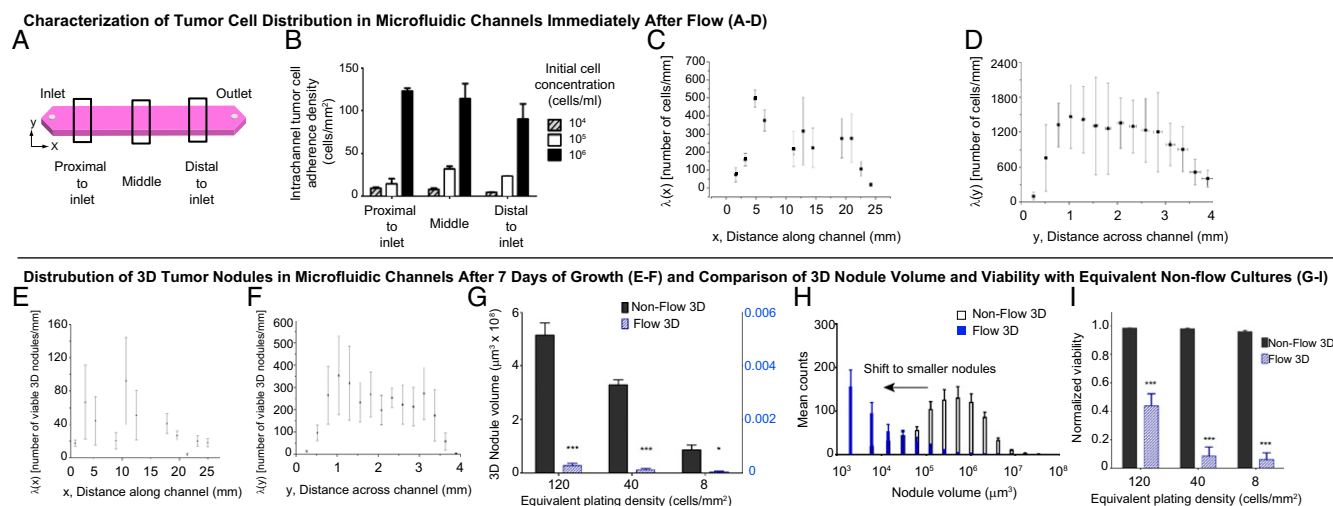 Characterization of Tumor Cell Distribution in Microfluidic Channels Immediately After Flow (A-D)
A
Inlet
Outlet
y
x
Proximal
to
inlet
Middle
Distal
to
inlet
B
Intrachannel tumor cell
adherence density
(cells/mm²)
150
100
50
0
Proximal
to
inlet
Middle
Distal
to
inlet
Initial cell
concentration
(cells/ml)
10⁴
10⁵
10⁶
C
λ(x) [number of cells/mm]
700
600
500
400
300
200
100
0
0 5 10 15 20 25
x, Distance along channel (mm)
D
λ(y) [number of cells/mm]
2400
1800
1200
600
0
0 1 2 3 4
y, Distance across channel (mm)
Distrubution of 3D Tumor Nodules in Microfluidic Channels After 7 Days of Growth (E-F) and Comparison of 3D Nodule Volume and Viability with Equivalent Non-flow Cultures (G-I)
E
λ(x) [number of viable 3D nodules/mm]
160
120
80
40
0
0 5 10 15 20 25
x, Distance along channel (mm)
F
λ(y) [number of viable 3D nodules/mm]
600
500
400
300
200
100
0
0 1 2 3 4
y, Distance across channel (mm)
G
Non-Flow 3D
Flow 3D
3D Nodule volume (µm³ x 10⁸)
6
4
2
0
0.006
0.004
0.002
0
*** *** *
120 40 8
Equivalent plating density (cells/mm²)
H
Non-Flow 3D
Flow 3D
Shift to smaller nodules
Mean counts
300
200
100
0
10³ 10⁴ 10⁵ 10⁶ 10⁷ 10⁸
Nodule volume (µm³)
I
Non-Flow 3D
Flow 3D
Normalized viability
1.0
0.8
0.6
0.4
0.2
0.0
*** *** ***
120 40 8
Equivalent plating density (cells/mm²)